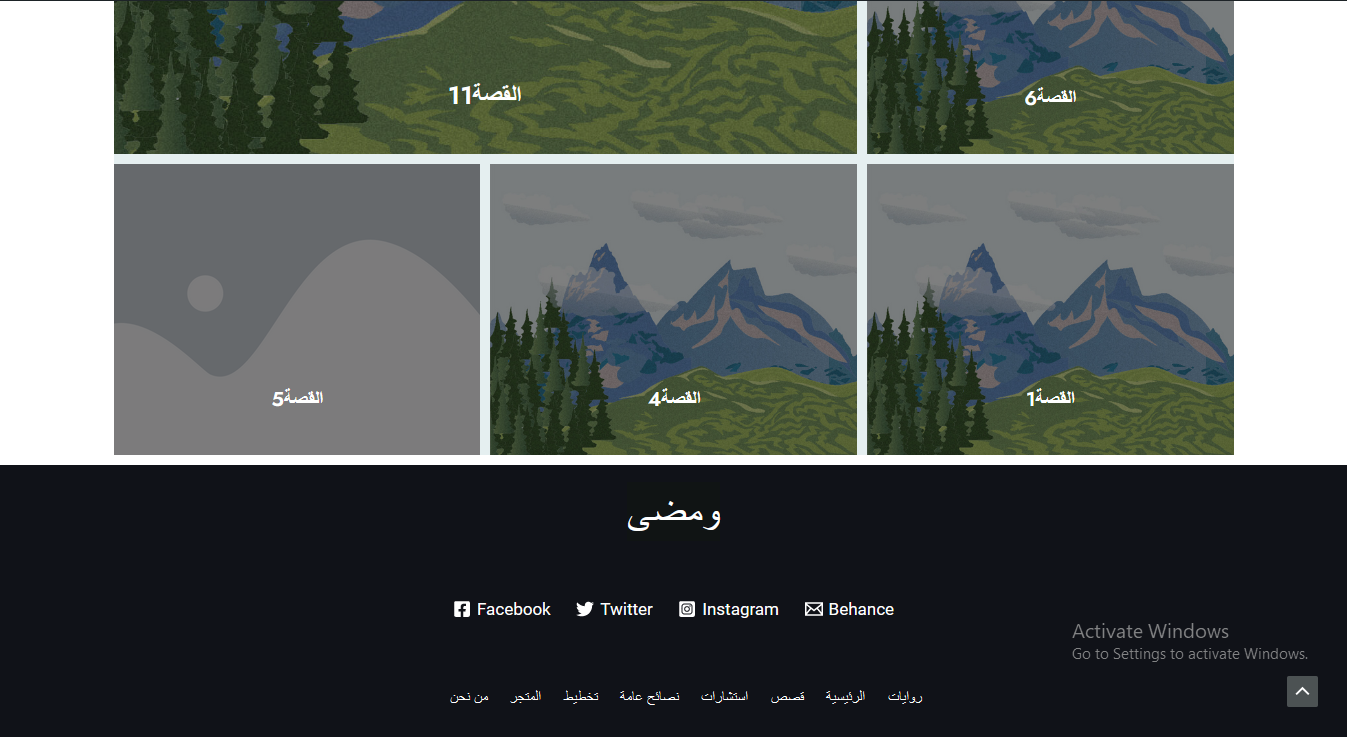 القصة11
القصة6
القصة5
القصة4
القصة1
ومضى
Facebook Twitter Instagram Behance
Activate Windows
Go to Settings to activate Windows.
روايات الرئيسية قصص استشارات نصائح عامة تخطيط المتجر من نحن